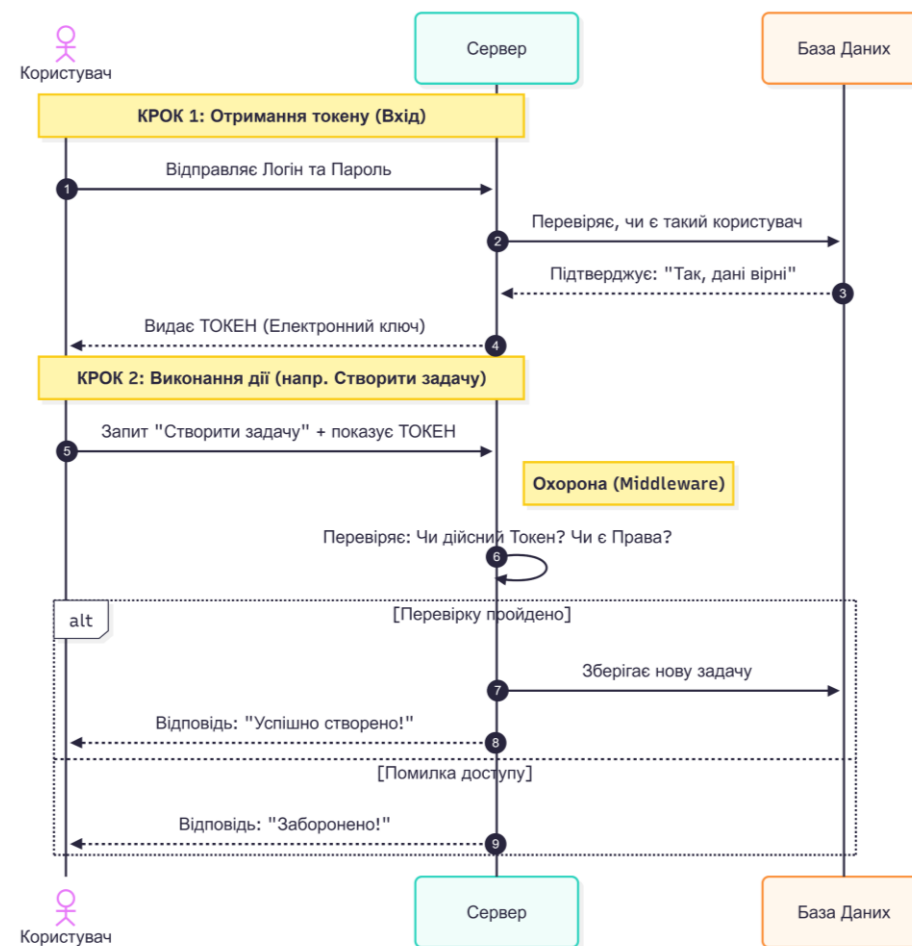 Користувач
Сервер
База Даних
КРОК 1: Отримання токену (Вхід)
Відправляє Логін та Пароль
1
Перевіряє, чи є такий користувач
2
Підтверджує: "Так, дані вірні"
3
Видає ТОКЕН (Електронний ключ)
4
КРОК 2: Виконання дії (напр. Створити задачу)
Запит "Створити задачу" + показує ТОКЕН
5
Охорона (Middleware)
Перевіряє: Чи дійсний Токен? Чи є Права?
6
alt
[Перевірку пройдено]
Зберігає нову задачу
7
Відповідь: "Успішно створено!"
8
[Помилка доступу]
Відповідь: "Заборонено!"
9
Користувач
Сервер
База Даних